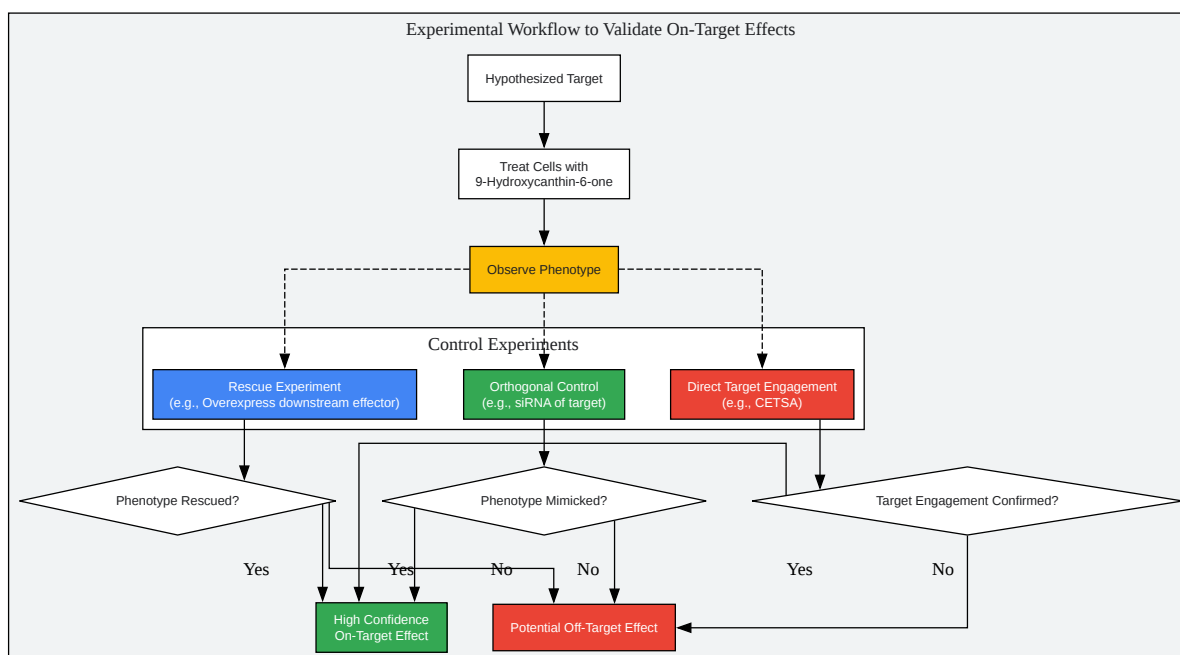 Experimental Workflow to Validate On-Target Effects
Hypothesized Target
Treat Cells with
9-Hydroxycanthin-6-one
Observe Phenotype
Control Experiments
Rescue Experiment
(e.g., Overexpress downstream effector)
Orthogonal Control
(e.g., siRNA of target)
Direct Target Engagement
(e.g., CETSA)
Phenotype Rescued?
Phenotype Mimicked?
Target Engagement Confirmed?
Yes
Yes
No
No
Yes
No
High Confidence
On-Target Effect
Potential Off-Target Effect